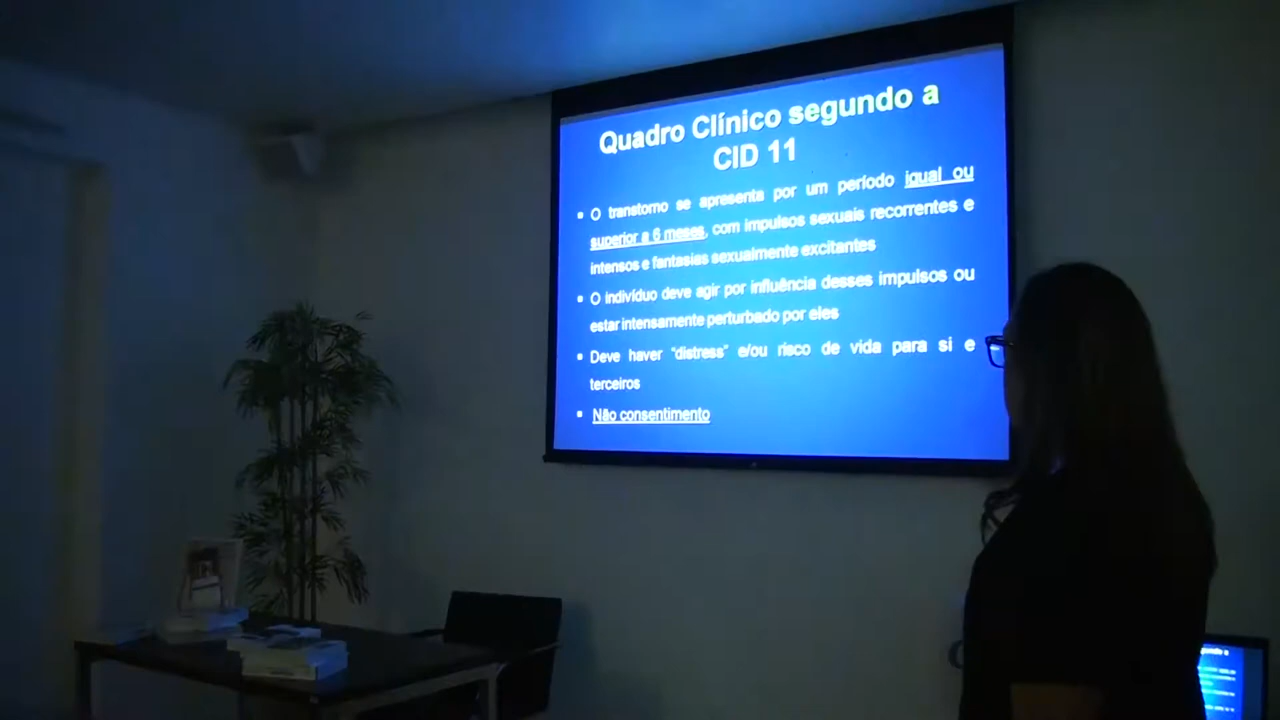 Quadro Clínico segundo a
CID 11
O transtorno se apresenta por um período igual ou
superior a 6 meses, com impulsos sexuais recorrentes e
intensos e fantasias sexualmente excitantes
O indivíduo deve agir por influência desses impulsos ou
estar intensamente perturbado por eles
Deve haver “distress” e/ou risco de vida para si e
terceiros
Não consentimento